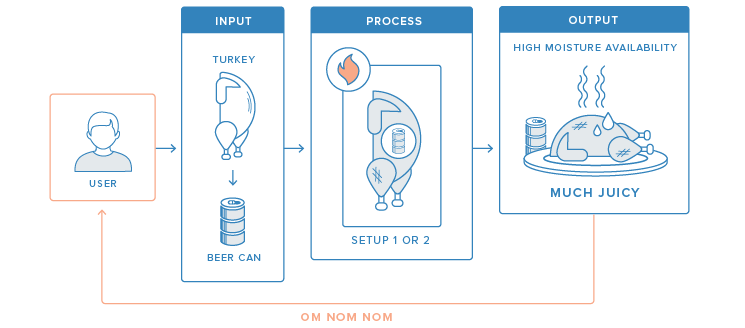 USER
INPUT
TURKEY
BEER CAN
PROCESS
SETUP 1 OR 2
OUTPUT
HIGH MOISTURE AVAILABILITY
MUCH JUICY
OM NOM NOM